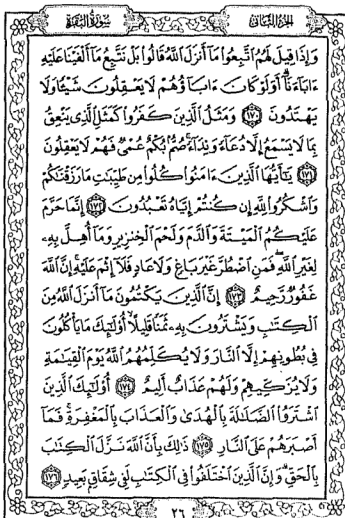 الجزء الثاني
سورة البقرة
وَإِذَا قِيلَ لَهُمُ ٱتَّبِعُوا۟ مَآ أَنزَلَ ٱللَّهُ قَالُوا۟ بَلْ نَتَّبِعُ مَآ أَلْفَيْنَا عَلَيْهِ
ءَابَآءَنَآ أَوَلَوْ كَانَ ءَابَآؤُهُمْ لَا يَعْقِلُونَ شَيْـًٔا وَلَا
يَهْتَدُونَ ١٧٠ وَمَثَلُ ٱلَّذِينَ كَفَرُوا۟ كَمَثَلِ ٱلَّذِى يَنْعِقُ
بِمَا لَا يَسْمَعُ إِلَّا دُعَآءً وَنِدَآءً صُمٌّۢ بُكْمٌ عُمْىٌ فَهُمْ لَا يَعْقِلُونَ
١٧١ يَـٰٓأَيُّهَا ٱلَّذِينَ ءَامَنُوا۟ كُلُوا۟ مِن طَيِّبَـٰتِ مَا رَزَقْنَـٰكُمْ
وَٱشْكُرُوا۟ لِلَّهِ إِن كُنتُمْ إِيَّاهُ تَعْبُدُونَ ١٧٢ إِنَّمَا حَرَّمَ
عَلَيْكُمُ ٱلْمَيْتَةَ وَٱلدَّمَ وَلَحْمَ ٱلْخِنزِيرِ وَمَآ أُهِلَّ بِهِۦ
لِغَيْرِ ٱللَّهِ فَمَنِ ٱضْطُرَّ غَيْرَ بَاغٍ وَلَا عَادٍ فَلَآ إِثْمَ عَلَيْهِ إِنَّ ٱللَّهَ
غَفُورٌ رَّحِيمٌ ١٧٣ إِنَّ ٱلَّذِينَ يَكْتُمُونَ مَآ أَنزَلَ ٱللَّهُ مِنَ
ٱلْكِتَـٰبِ وَيَشْتَرُونَ بِهِۦ ثَمَنًا قَلِيلًا أُو۟لَـٰٓئِكَ مَا يَأْكُلُونَ
فِى بُطُونِهِمْ إِلَّا ٱلنَّارَ وَلَا يُكَلِّمُهُمُ ٱللَّهُ يَوْمَ ٱلْقِيَـٰمَةِ
وَلَا يُزَكِّيهِمْ وَلَهُمْ عَذَابٌ أَلِيمٌ ١٧٤ أُو۟لَـٰٓئِكَ ٱلَّذِينَ
ٱشْتَرَوُا۟ ٱلضَّلَـٰلَةَ بِٱلْهُدَىٰ وَٱلْعَذَابَ بِٱلْمَغْفِرَةِ فَمَآ
أَصْبَرَهُمْ عَلَى ٱلنَّارِ ١٧٥ ذَٰلِكَ بِأَنَّ ٱللَّهَ نَزَّلَ ٱلْكِتَـٰبَ
بِٱلْحَقِّ وَإِنَّ ٱلَّذِينَ ٱخْتَلَفُوا۟ فِى ٱلْكِتَـٰبِ لَفِى شِقَاقٍۭ بَعِيدٍ ١٧٦
٢٦